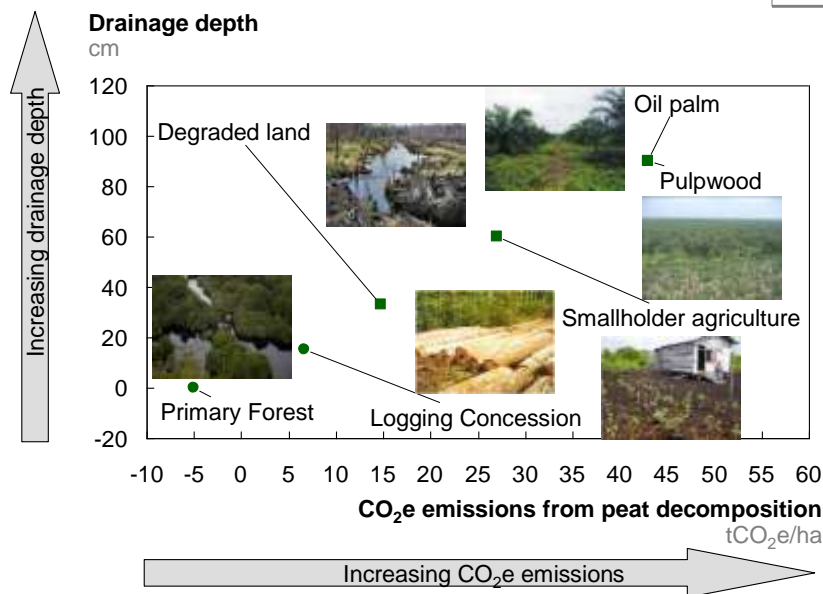 Drainage depth
cm
Increasing drainage depth
120
100
80
60
40
20
0
-20
Degraded land
Oil palm
Pulpwood
Smallholder agriculture
Primary Forest
Logging Concession
-10 -5 0 5 10 15 20 25 30 35 40 45 50 55 60
CO₂e emissions from peat decomposition
tCO₂e/ha
Increasing CO₂e emissions